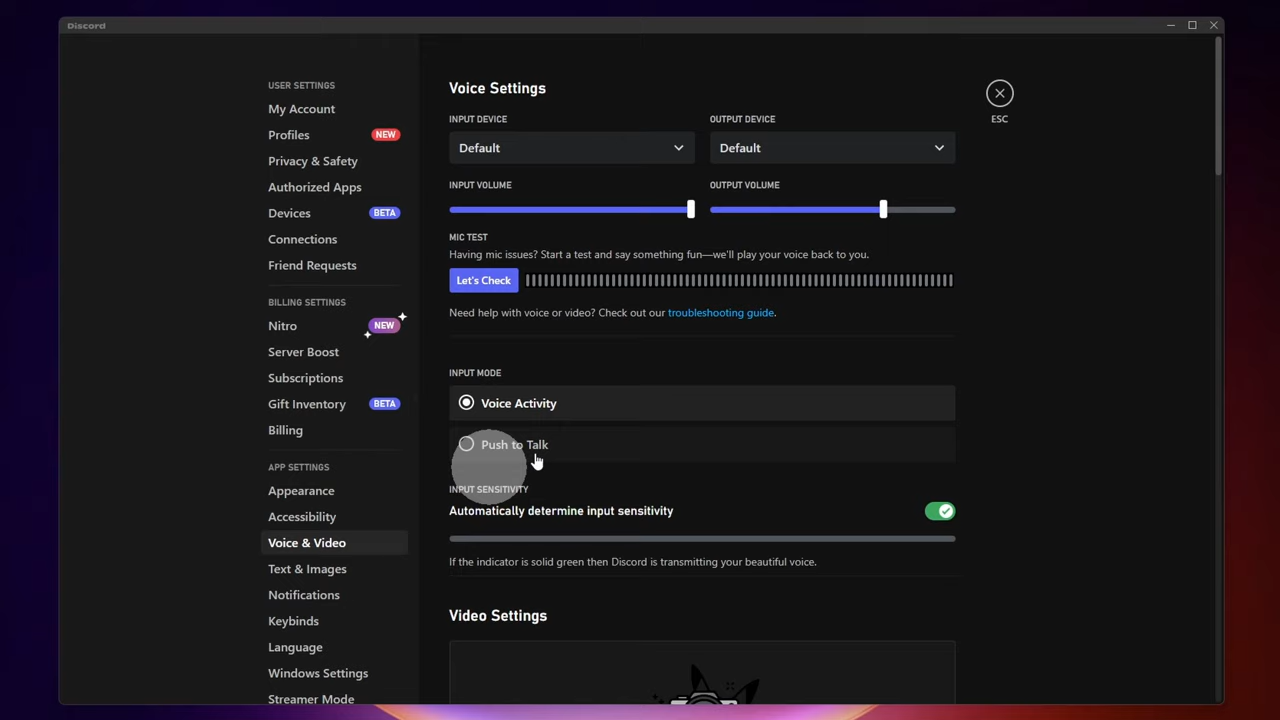 Discord
USER SETTINGS
My Account
Profiles NEW
Privacy & Safety
Authorized Apps
Devices BETA
Connections
Friend Requests
BILLING SETTINGS
Nitro NEW
Server Boost
Subscriptions
Gift Inventory BETA
Billing
APP SETTINGS
Appearance
Accessibility
Voice & Video
Text & Images
Notifications
Keybinds
Language
Windows Settings
Streamer Mode
Voice Settings
ESC
INPUT DEVICE
Default
OUTPUT DEVICE
Default
INPUT VOLUME
OUTPUT VOLUME
MIC TEST
Having mic issues? Start a test and say something fun—we'll play your voice back to you.
Let's Check
Need help with voice or video? Check out our troubleshooting guide.
INPUT MODE
Voice Activity
Push to Talk
INPUT SENSITIVITY
Automatically determine input sensitivity
If the indicator is solid green then Discord is transmitting your beautiful voice.
Video Settings